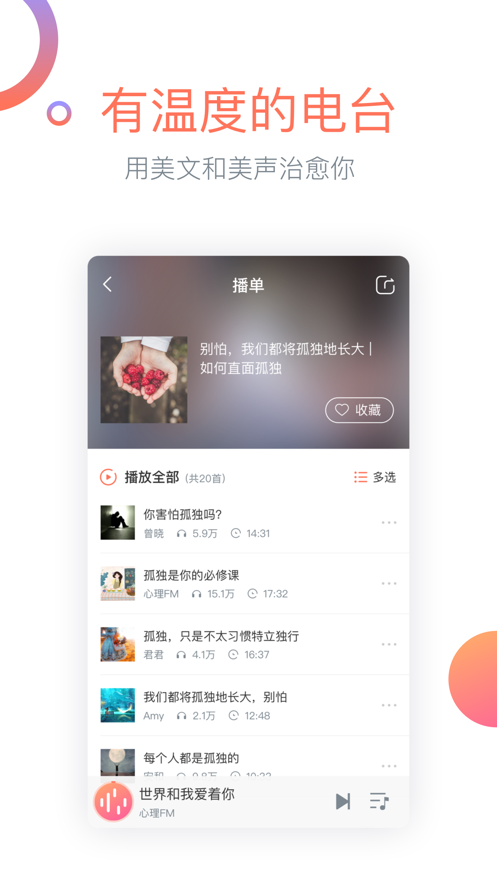 有温度的电台
用美文和美声治愈你
播单
别怕，我们都将孤独地长大 |
如何直面孤独
收藏
播放全部 (共20首)
多选
你害怕孤独吗?
曾晓 5.9万 14:31
孤独是你的必修课
心理FM 15.1万 17:32
孤独，只是不太习惯特立独行
君君 4.1万 16:37
我们都将孤独地长大，别怕
Amy 2.1万 12:48
每个人都是孤独的
世界和我爱着你
心理FM